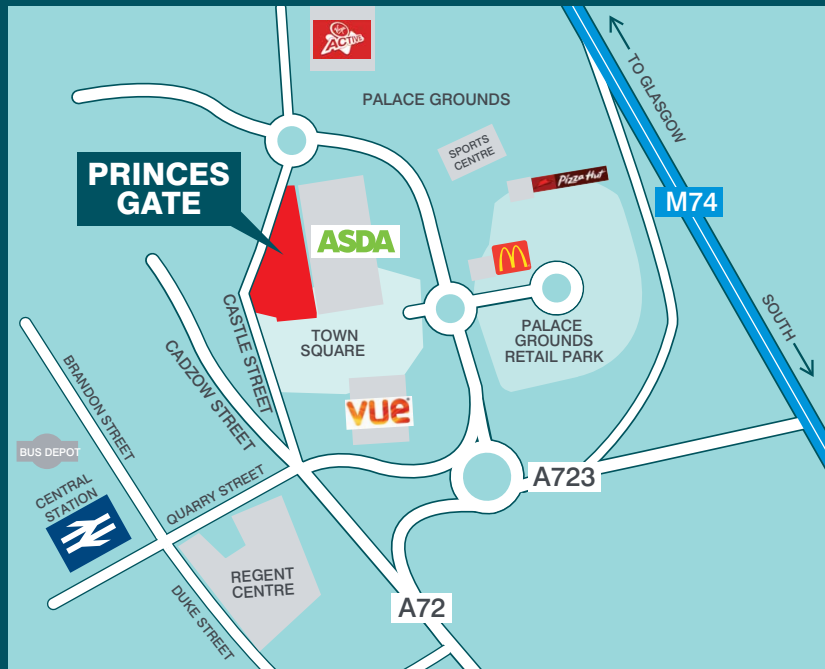 Virgin
ACTIVE
PALACE GROUNDS
TO GLASGOW
SPORTS
CENTRE
PRINCES
GATE
Pizza Hut
M74
ASDA
SOUTH
CASTLE STREET
TOWN
SQUARE
PALACE
GROUNDS
RETAIL PARK
CADZOW STREET
BRANDON STREET
vue
BUS DEPOT
CENTRAL
STATION
QUARRY STREET
A723
REGENT
CENTRE
DUKE STREET
A72